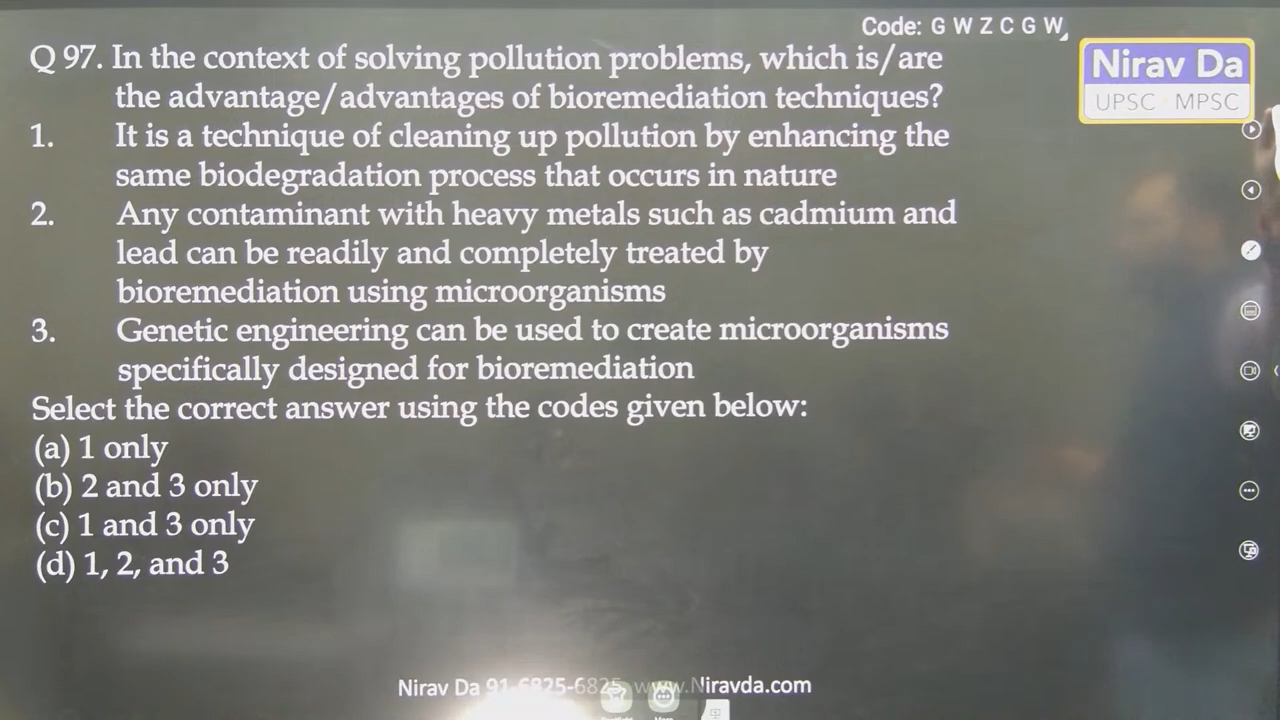 Code: G W Z C G W
Nirav Da
UPSC MPSC
Q 97. In the context of solving pollution problems, which is/are
the advantage/advantages of bioremediation techniques?
1. It is a technique of cleaning up pollution by enhancing the
same biodegradation process that occurs in nature
2. Any contaminant with heavy metals such as cadmium and
lead can be readily and completely treated by
bioremediation using microorganisms
3. Genetic engineering can be used to create microorganisms
specifically designed for bioremediation
Select the correct answer using the codes given below:
(a) 1 only
(b) 2 and 3 only
(c) 1 and 3 only
(d) 1, 2, and 3
Nirav Da 91-6825-6825 www.Niravda.com